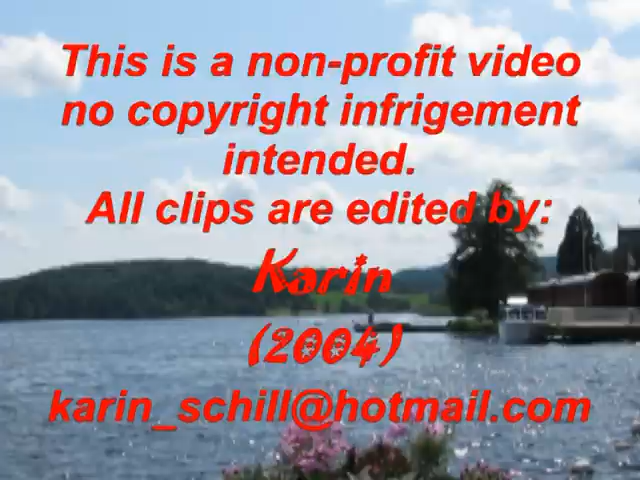 This is a non-profit video
no copyright infrigement
intended.
All clips are edited by:
Karin
(2004)
karin_schill@hotmail.com